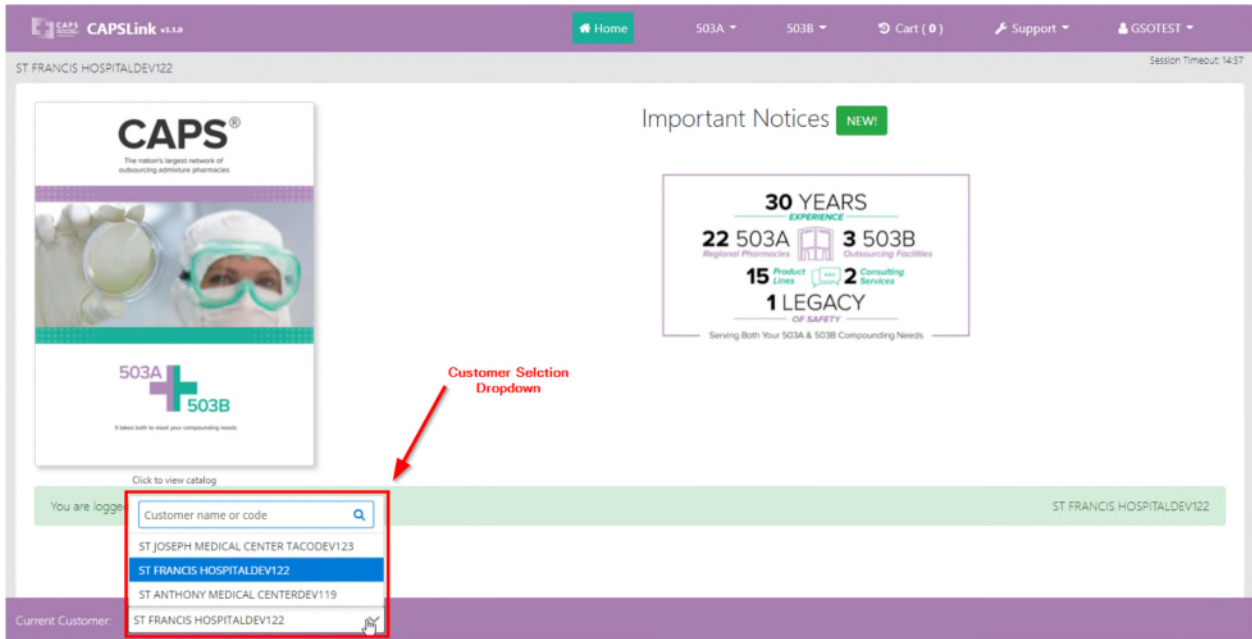 CAPS CAPSLink v3.1.0
Home
503A
503B
Cart ( 0 )
Support
GSOTEST
ST FRANCIS HOSPITALDEV122
Session Timeout: 14:57
CAPS®
The nation's largest network of
outsourcing admixture pharmacies
503A
503B
It takes both to meet your compounding needs
Click to view catalog
Important Notices NEW!
30 YEARS
EXPERIENCE
22 503A
Regional Pharmacies
3 503B
Outsourcing Facilities
15 Product
Lines
2 Consulting
Services
1 LEGACY
OF SAFETY
Serving Both Your 503A & 503B Compounding Needs
Customer Selction
Dropdown
You are logge
ST FRANCIS HOSPITALDEV122
Customer name or code
ST JOSEPH MEDICAL CENTER TACODEV123
ST FRANCIS HOSPITALDEV122
ST ANTHONY MEDICAL CENTERDEV119
Current Customer:
ST FRANCIS HOSPITALDEV122